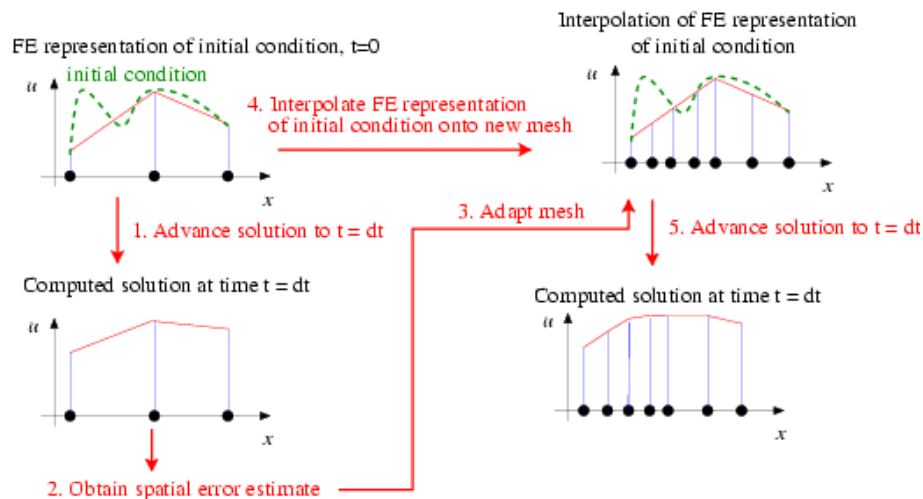 FE representation of initial condition, t=0
initial condition
u
x
4. Interpolate FE representation
of initial condition onto new mesh
Interpolation of FE representation
of initial condition
u
x
1. Advance solution to t = dt
3. Adapt mesh
5. Advance solution to t = dt
Computed solution at time t = dt
u
x
Computed solution at time t = dt
u
x
2. Obtain spatial error estimate